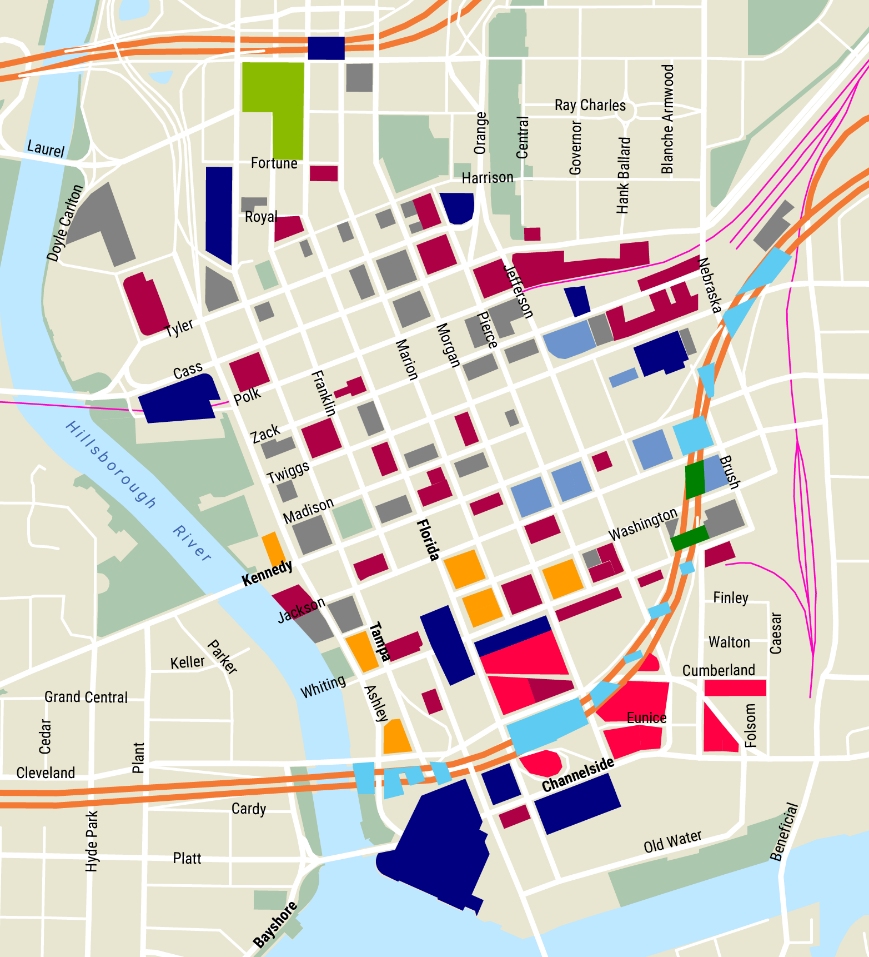 Ray Charles
Orange
Central
Governor
Hank Ballard
Blanche Armwood
Laurel
Fortune
Harrison
Doyle Carlton
Royal
Nebraska
Jefferson
Tyler
Pierce
Morgan
Marion
Cass
Polk
Franklin
Zack
Twiggs
Hillsborough
River
Madison
Brush
Florida
Washington
Kennedy
Jackson
Finley
Tampa
Caesar
Walton
Keller
Parker
Cumberland
Whiting
Grand Central
Ashley
Eunice
Folsom
Cedar
Plant
Cleveland
Channelside
Cardy
Hyde Park
Old Water
Beneficial
Platt
Bayshore